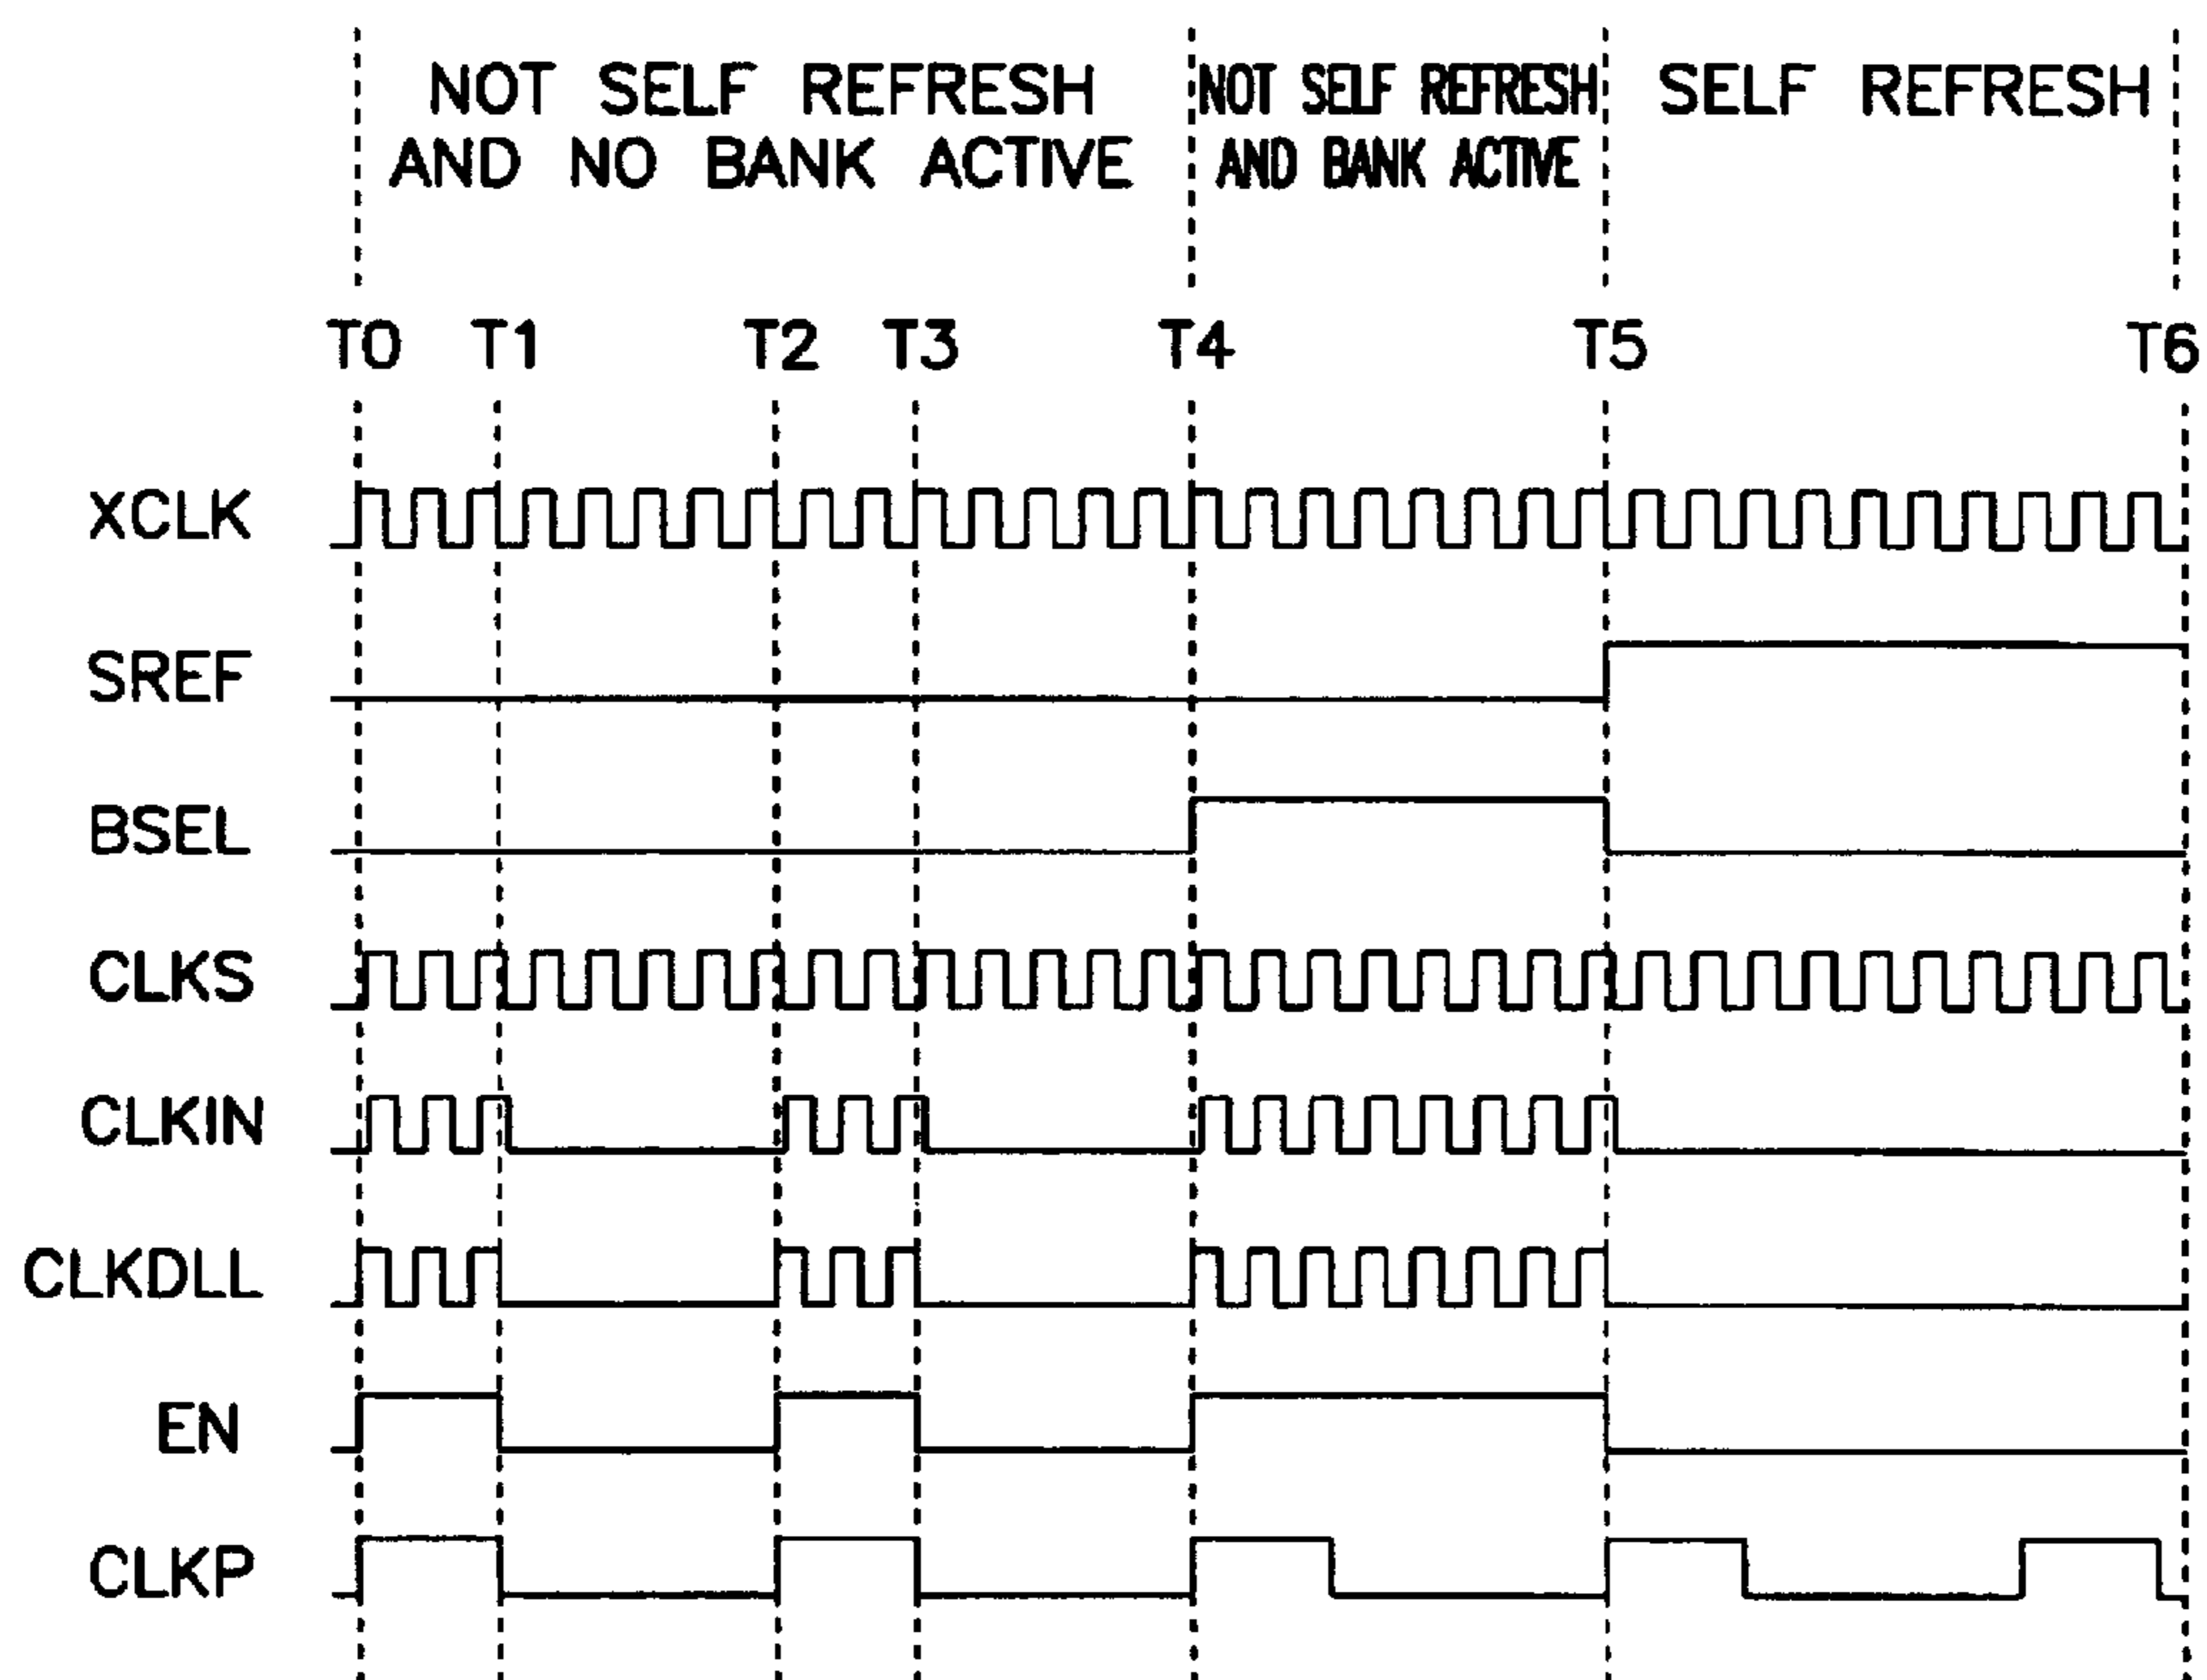 NOT SELF REFRESH
AND NO BANK ACTIVE
NOT SELF REFRESH
AND BANK ACTIVE
SELF REFRESH
T0 T1 T2 T3 T4 T5 T6
XCLK
SREF
BSEL
CLKS
CLKIN
CLKDLL
EN
CLKP